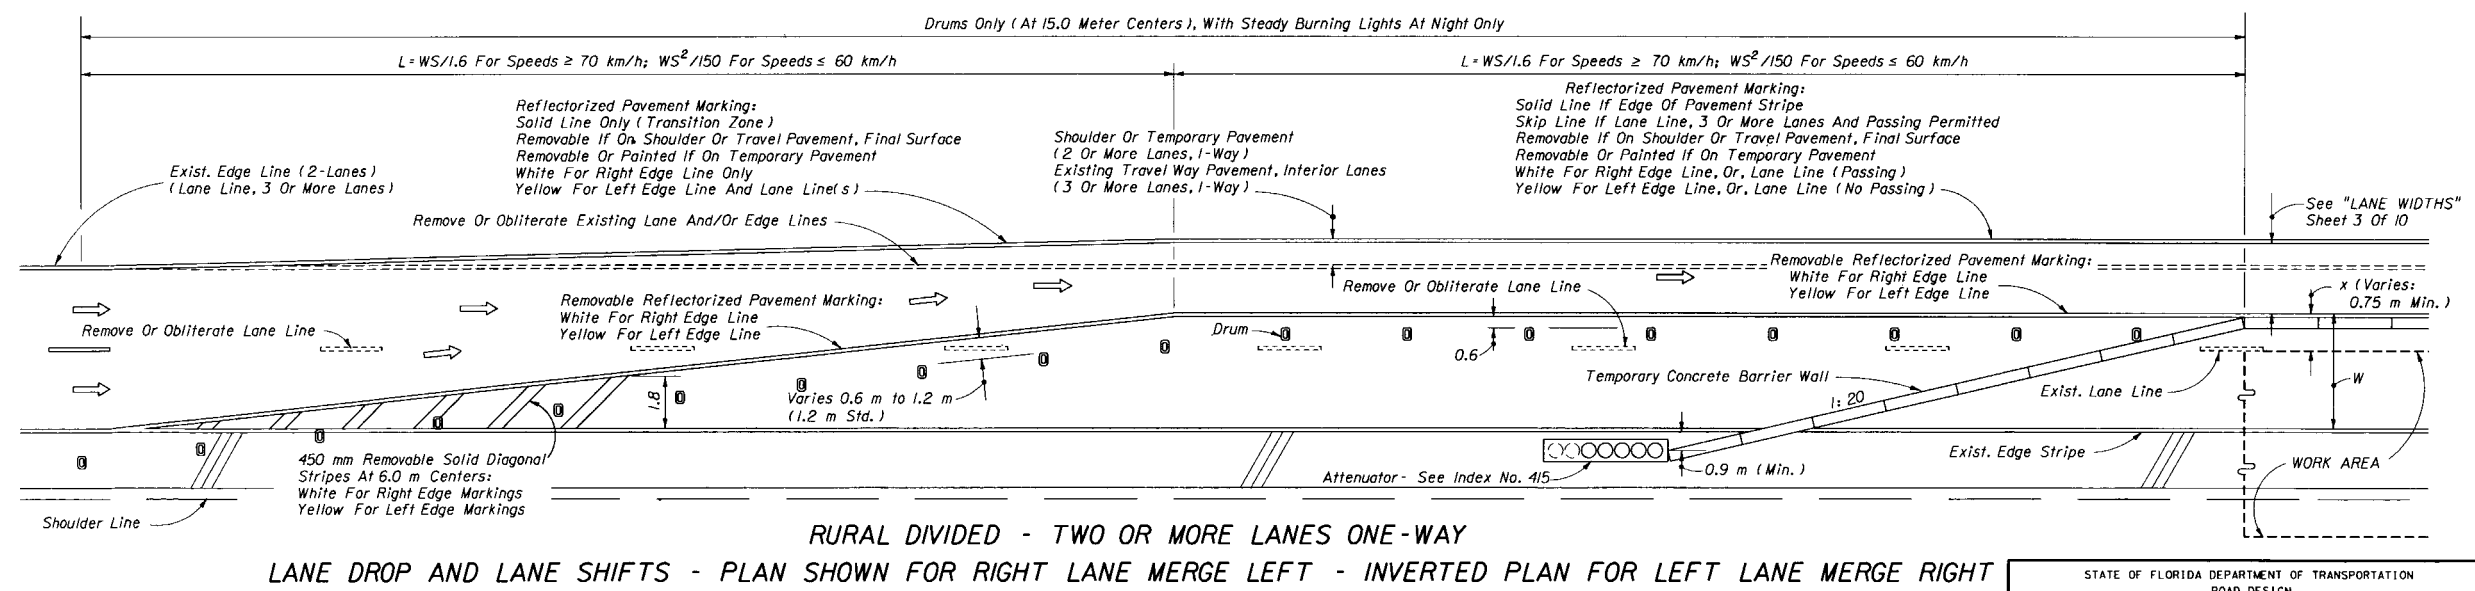 Drums Only (At 15.0 Meter Centers), With Steady Burning Lights At Night Only
L = WS/1.6 For Speeds ≥ 70 km/h; WS²/150 For Speeds ≤ 60 km/h
L = WS/1.6 For Speeds ≥ 70 km/h; WS²/150 For Speeds ≤ 60 km/h
Reflectorized Pavement Marking:
Solid Line Only (Transition Zone)
Removable If On Shoulder Or Travel Pavement, Final Surface
Removable Or Painted If On Temporary Pavement
White For Right Edge Line Only
Yellow For Left Edge Line And Lane Line(s)
Exist. Edge Line (2-Lanes)
(Lane Line, 3 Or More Lanes)
Remove Or Obliterate Existing Lane And/Or Edge Lines
Shoulder Or Temporary Pavement
(2 Or More Lanes, 1-Way)
Existing Travel Way Pavement, Interior Lanes
(3 Or More Lanes, 1-Way)
Reflectorized Pavement Marking:
Solid Line If Edge Of Pavement Stripe
Skip Line If Lane Line, 3 Or More Lanes And Passing Permitted
Removable If On Shoulder Or Travel Pavement, Final Surface
Removable Or Painted If On Temporary Pavement
White For Right Edge Line, Or, Lane Line (Passing)
Yellow For Left Edge Line, Or, Lane Line (No Passing)
See "LANE WIDTHS"
Sheet 3 Of 10
Removable Reflectorized Pavement Marking:
White For Right Edge Line
Yellow For Left Edge Line
Remove Or Obliterate Lane Line
Removable Reflectorized Pavement Marking:
White For Right Edge Line
Yellow For Left Edge Line
x (Varies:
0.75 m Min.)
Remove Or Obliterate Lane Line
Drum
0.6
Varies 0.6 m to 1.2 m
(1.2 m Std.)
1.8
Temporary Concrete Barrier Wall
1: 20
Exist. Lane Line
W
450 mm Removable Solid Diagonal
Stripes At 6.0 m Centers:
White For Right Edge Markings
Yellow For Left Edge Markings
Attenuator - See Index No. 415
0.9 m (Min.)
Exist. Edge Stripe
WORK AREA
Shoulder Line
RURAL DIVIDED - TWO OR MORE LANES ONE-WAY
LANE DROP AND LANE SHIFTS - PLAN SHOWN FOR RIGHT LANE MERGE LEFT - INVERTED PLAN FOR LEFT LANE MERGE RIGHT
STATE OF FLORIDA DEPARTMENT OF TRANSPORTATION
ROAD DESIGN